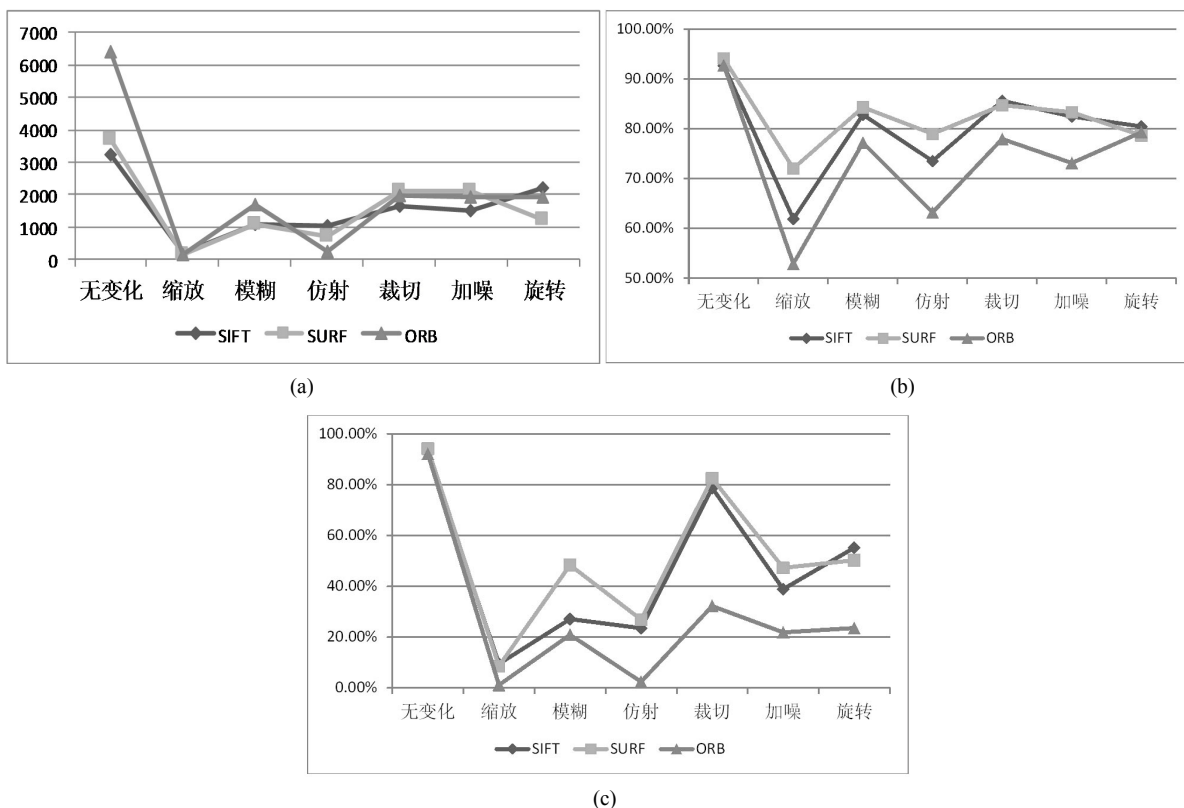 7000
6000
5000
4000
3000
2000
1000
0
无变化 缩放 模糊 仿射 裁切 加噪 旋转
SIFT SURF ORB
(a)
100.00%
90.00%
80.00%
70.00%
60.00%
50.00%
无变化 缩放 模糊 仿射 裁切 加噪 旋转
SIFT SURF ORB
(b)
100.00%
80.00%
60.00%
40.00%
20.00%
0.00%
无变化 缩放 模糊 仿射 裁切 加噪 旋转
SIFT SURF ORB
(c)